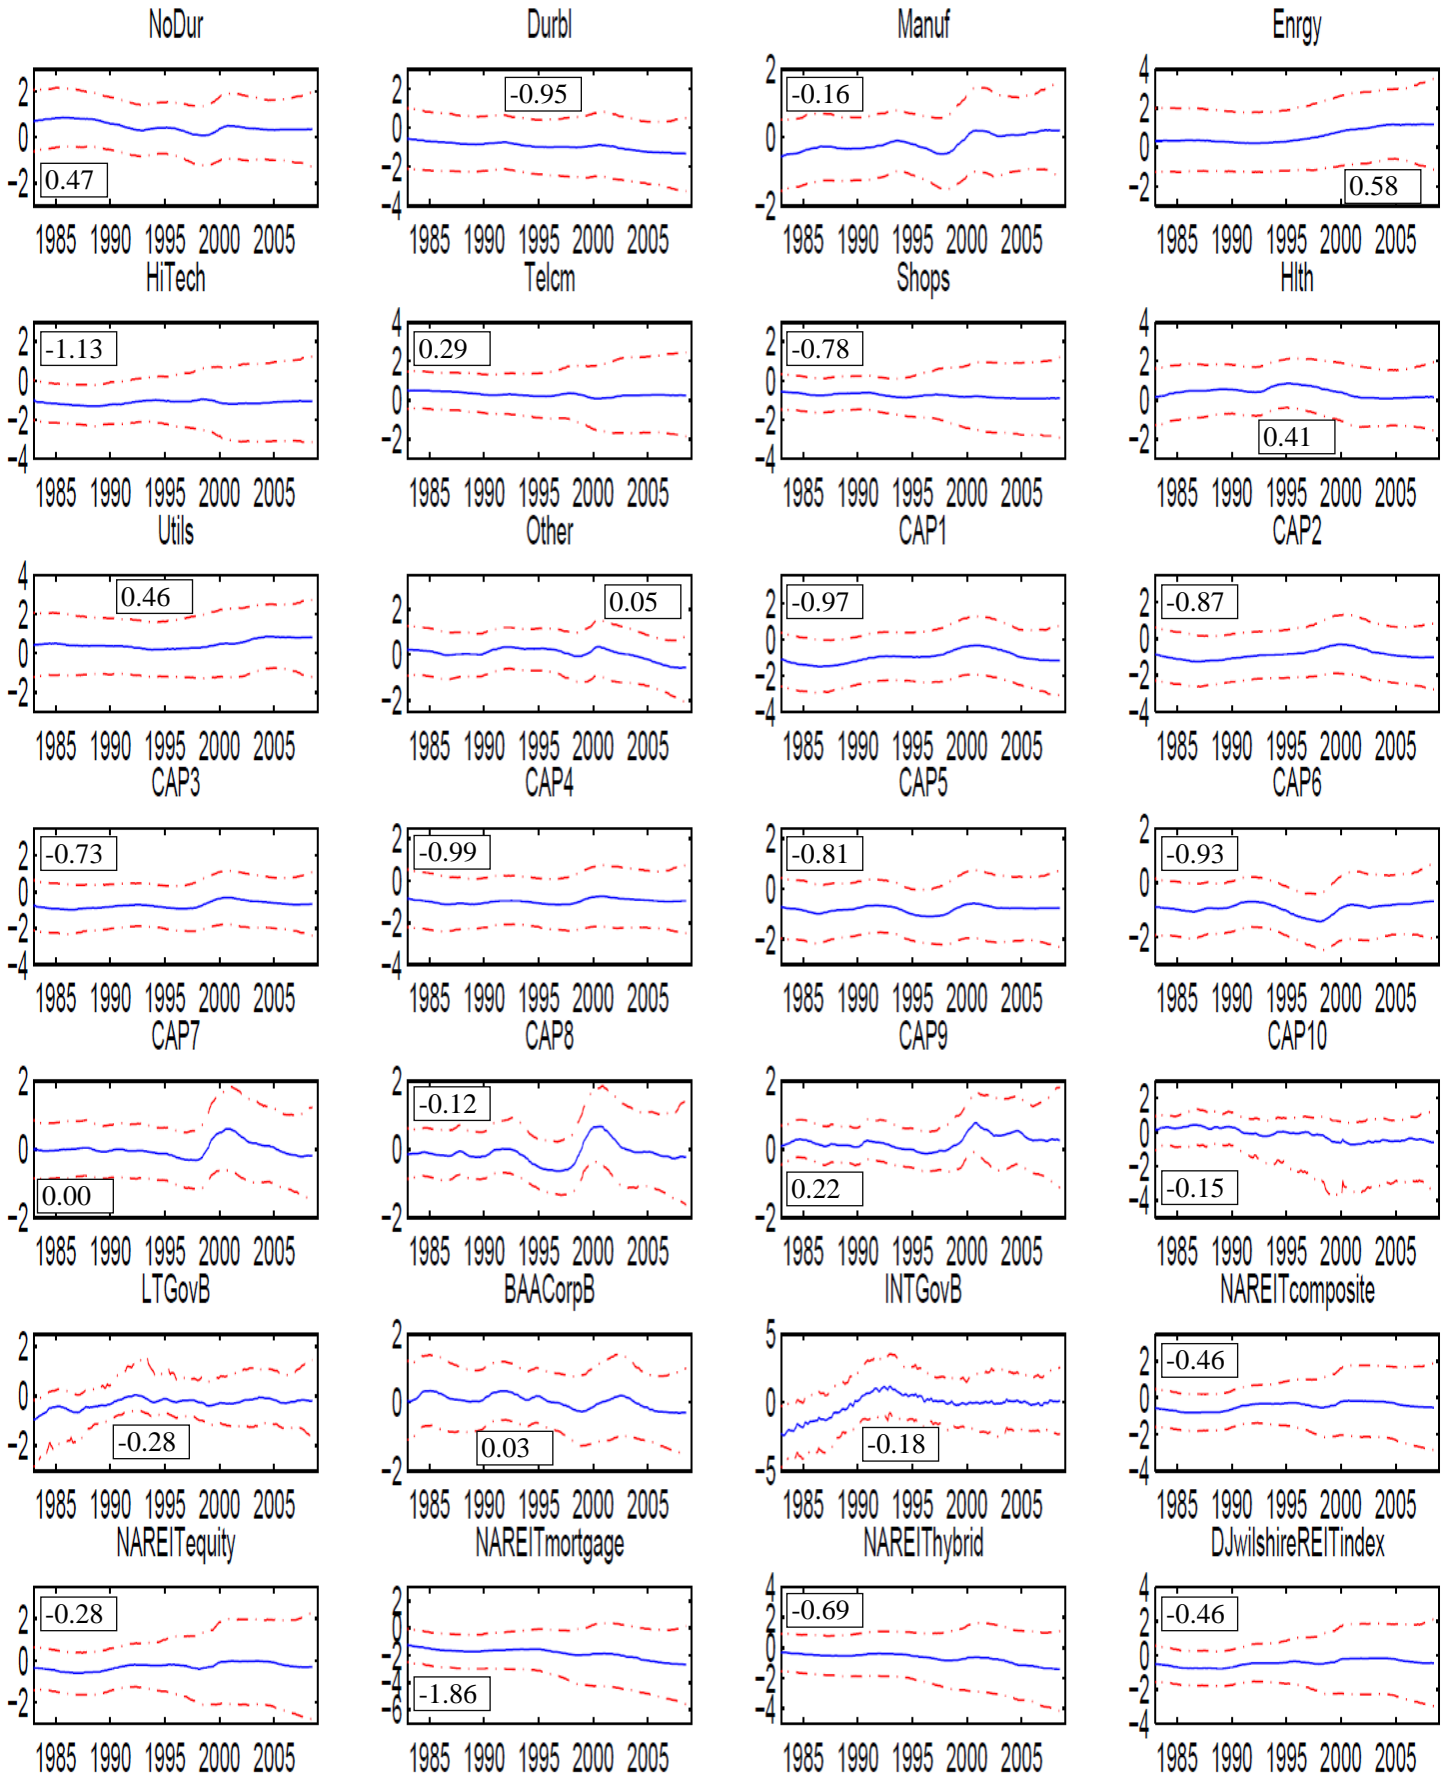 NoDur Durbl Manuf Enrgy
2 0 −2 0.47
2 0 −2 −4 -0.95
2 0 −2 -0.16
4 2 0 −2 0.58
1985 1990 1995 2000 2005 1985 1990 1995 2000 2005 1985 1990 1995 2000 2005 1985 1990 1995 2000 2005
HiTech Telcm Shops Hlth
2 0 −2 −4 -1.13
4 2 0 −2 0.29
2 0 −2 −4 -0.78
4 2 0 −2 0.41
1985 1990 1995 2000 2005 1985 1990 1995 2000 2005 1985 1990 1995 2000 2005 1985 1990 1995 2000 2005
Utils Other CAP1 CAP2
4 2 0 −2 0.46
2 0 −2 0.05
2 0 −2 −4 -0.97
2 0 −2 −4 -0.87
1985 1990 1995 2000 2005 1985 1990 1995 2000 2005 1985 1990 1995 2000 2005 1985 1990 1995 2000 2005
CAP3 CAP4 CAP5 CAP6
2 0 −2 −4 -0.73
2 0 −2 −4 -0.99
2 0 −2 -0.81
2 0 −2 -0.93
1985 1990 1995 2000 2005 1985 1990 1995 2000 2005 1985 1990 1995 2000 2005 1985 1990 1995 2000 2005
CAP7 CAP8 CAP9 CAP10
2 0 −2 0.00
2 0 −2 -0.12
2 0 −2 0.22
2 0 −2 −4 -0.15
1985 1990 1995 2000 2005 1985 1990 1995 2000 2005 1985 1990 1995 2000 2005 1985 1990 1995 2000 2005
LTGovB BAACorpB INTGovB NAREITcomposite
2 0 −2 -0.28
2 0 −2 0.03
5 0 −5 -0.18
2 0 −2 −4 -0.46
1985 1990 1995 2000 2005 1985 1990 1995 2000 2005 1985 1990 1995 2000 2005 1985 1990 1995 2000 2005
NAREITequity NAREITmortgage NAREIThybrid DJwilshireREITindex
2 0 −2 -0.28
2 0 −2 −4 −6 -1.86
4 2 0 −2 −4 -0.69
4 2 0 −2 −4 -0.46
1985 1990 1995 2000 2005 1985 1990 1995 2000 2005 1985 1990 1995 2000 2005 1985 1990 1995 2000 2005